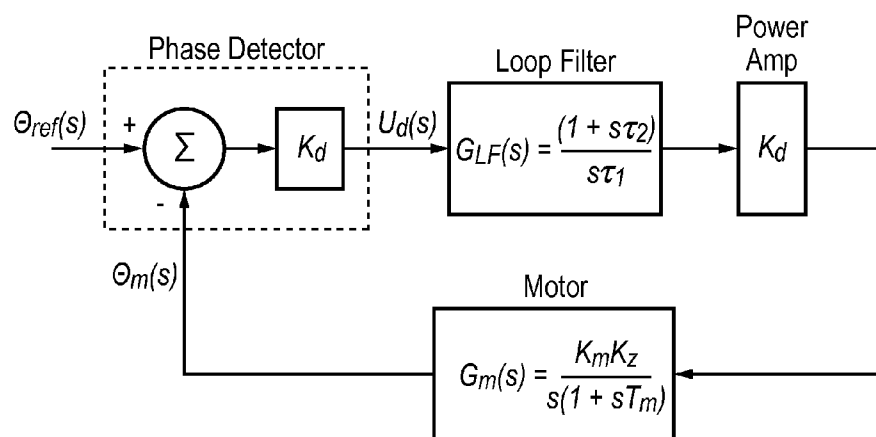 Phase Detector
Loop Filter
Power
Amp
Θref(s)
+
Σ
-
Kd
Ud(s)
GLF(s) = (1 + sτ2) / sτ1
Kd
Θm(s)
Motor
Gm(s) = KmKz / s(1 + sTm)